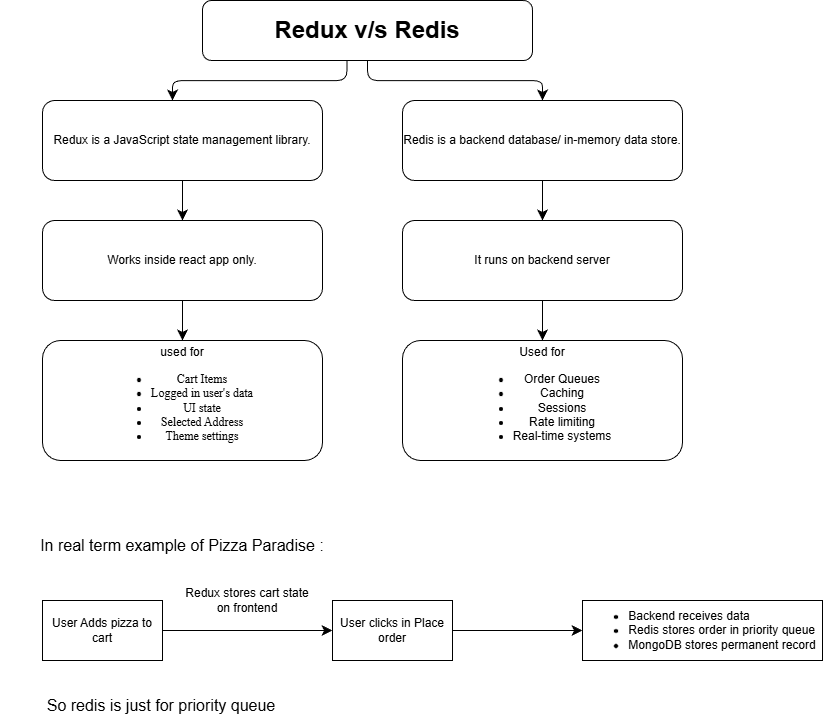 Redux v/s Redis
Redux is a JavaScript state management library.
Redis is a backend database/ in-memory data store.
Works inside react app only.
It runs on backend server
used for
Cart Items
Logged in user's data
UI state
Selected Address
Theme settings
Used for
Order Queues
Caching
Sessions
Rate limiting
Real-time systems
In real term example of Pizza Paradise :
User Adds pizza to
cart
Redux stores cart state
on frontend
User clicks in Place
order
Backend receives data
Redis stores order in priority queue
MongoDB stores permanent record
So redis is just for priority queue